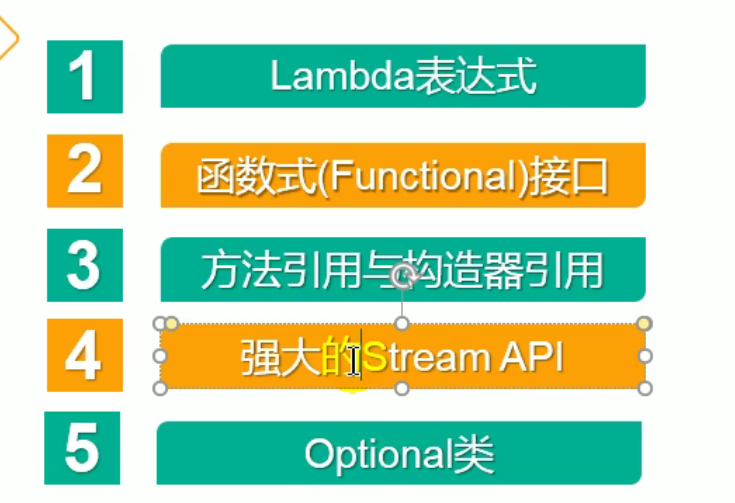 1 Lambda表达式
2 函数式(Functional)接口
3 方法引用与构造器引用
4 强大的Stream API
5 Optional类